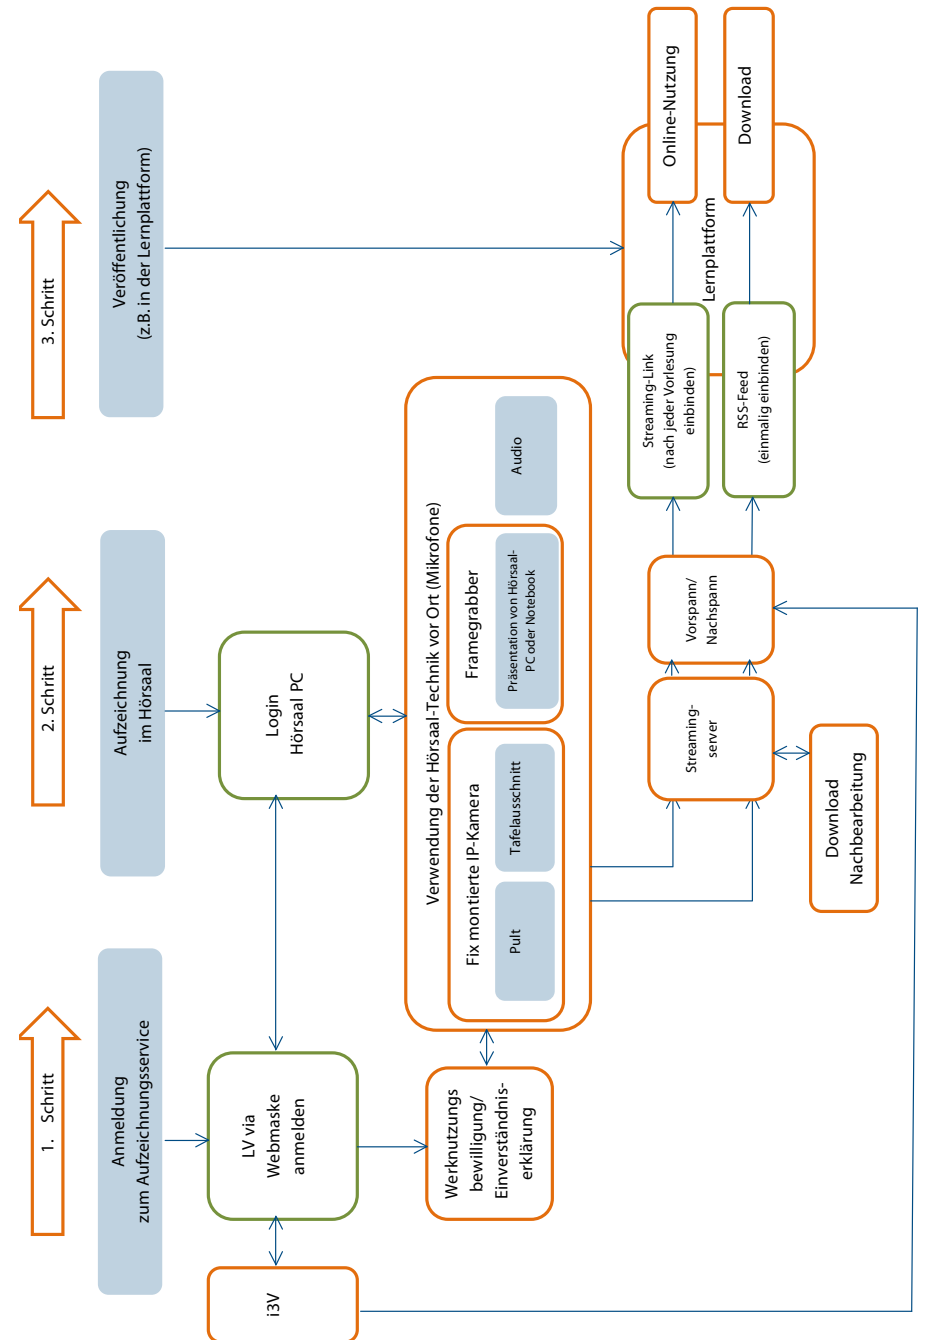 1.   Schritt
2. Schritt
3. Schritt
Anmeldung
zum Aufzeichnungsservice
Aufzeichnung
im Hörsaal
Veröffentlichung
(z.B. in der Lernplattform)
i3V
LV via
Webmaske
anmelden
Login
Hörsaal PC
Werknutzungs
bewilligung/
Einverständnis-
erklärung
Verwendung der Hörsaal-Technik vor Ort (Mikrofone)
Fix montierte IP-Kamera
Pult
Tafelausschnitt
Framegrabber
Präsentation von Hörsaal-
PC oder Notebook
Audio
Streaming-
server
Vorspann/
Nachspann
Download
Nachbearbeitung
Streaming-Link
(nach jeder Vorlesung
einbinden)
RSS-Feed
(einmalig einbinden)
Lernplattform
Online-Nutzung
Download